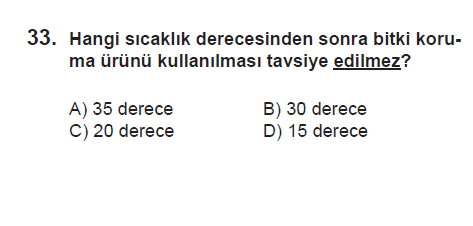 33. Hangi sıcaklık derecesinden sonra bitki koru-
ma ürünü kullanılması tavsiye edilmez?
A) 35 derece B) 30 derece
C) 20 derece D) 15 derece